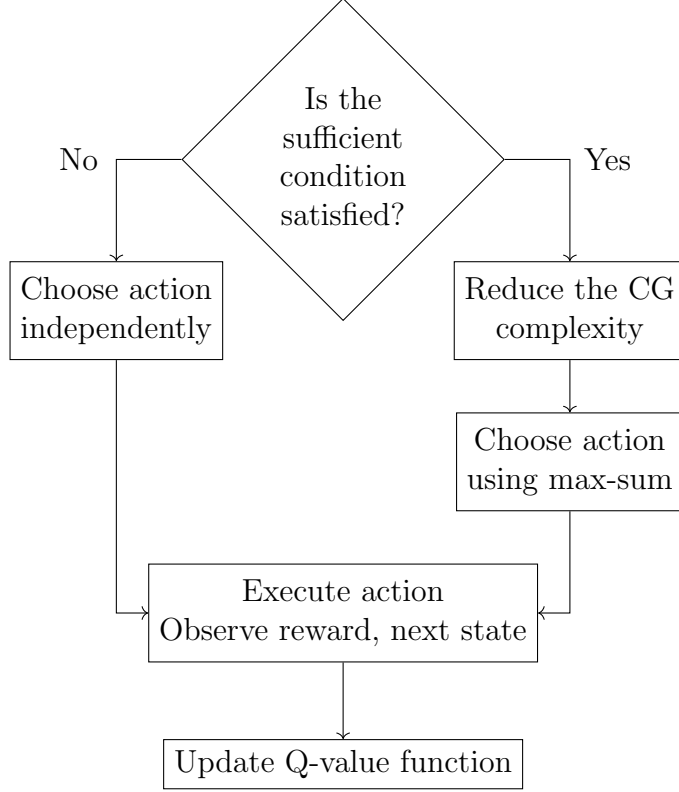 Is the
sufficient
condition
satisfied?
No
Yes
Choose action
independently
Reduce the CG
complexity
Choose action
using max-sum
Execute action
Observe reward, next state
Update Q-value function